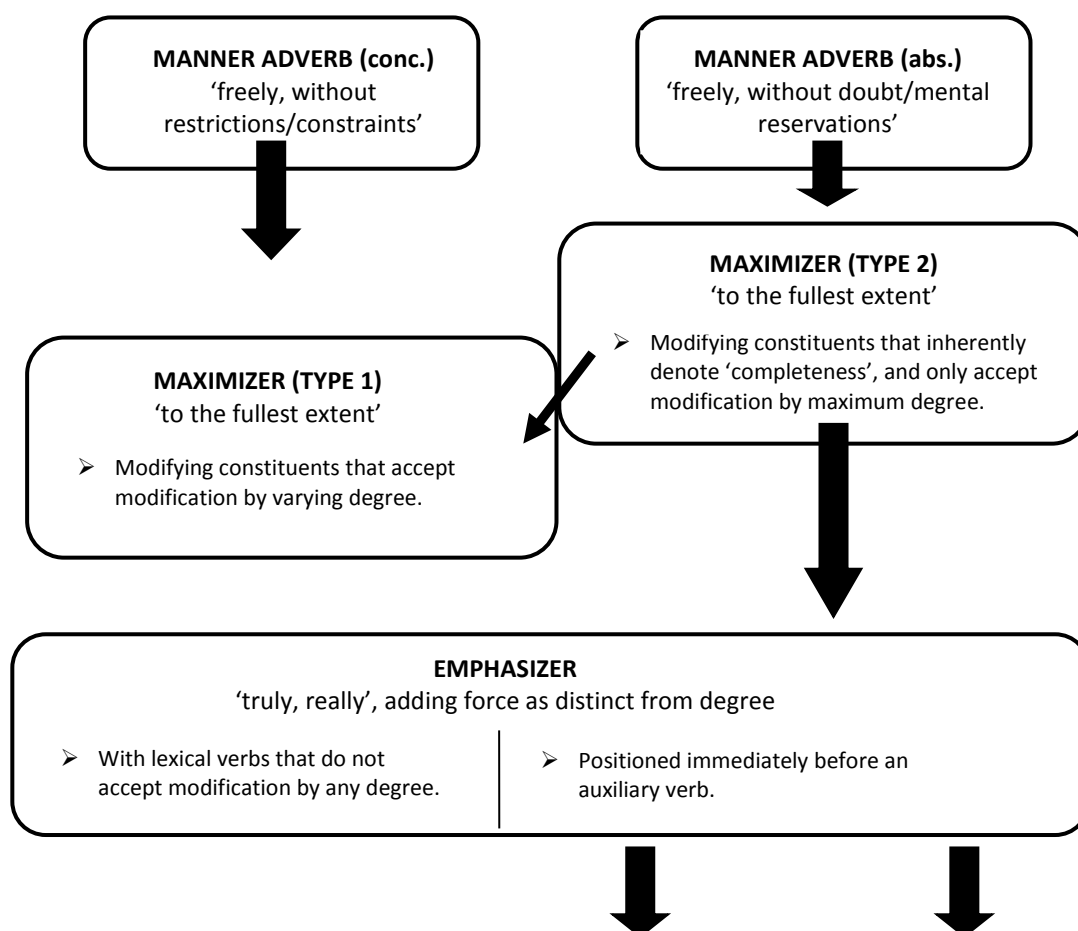 MANNER ADVERB (conc.)
‘freely, without
restrictions/constraints’
MANNER ADVERB (abs.)
‘freely, without doubt/mental
reservations’
MAXIMIZER (TYPE 2)
‘to the fullest extent’
➢ Modifying constituents that inherently
denote ‘completeness’, and only accept
modification by maximum degree.
MAXIMIZER (TYPE 1)
‘to the fullest extent’
➢ Modifying constituents that accept
modification by varying degree.
EMPHASIZER
‘truly, really’, adding force as distinct from degree
➢ With lexical verbs that do not
accept modification by any degree.
➢ Positioned immediately before an
auxiliary verb.